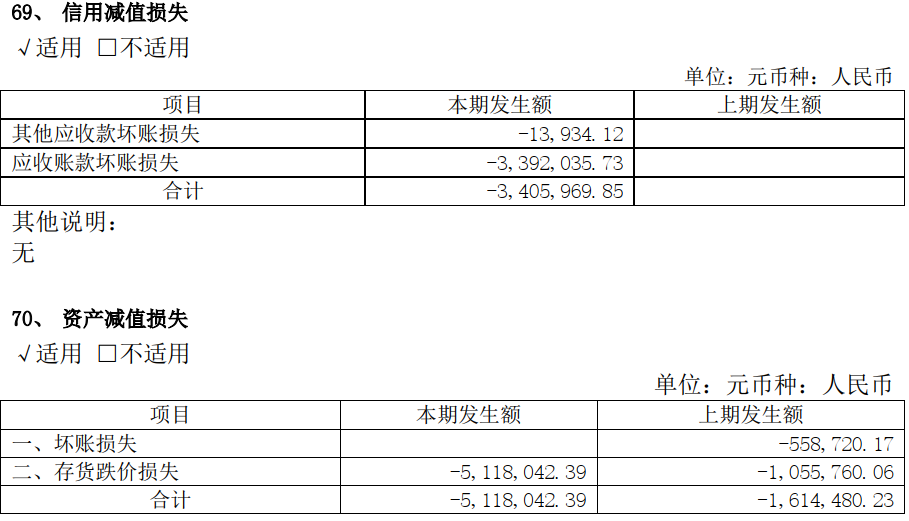 69、 信用减值损失
√适用 □不适用
单位：元币种：人民币
项目 本期发生额 上期发生额
其他应收款坏账损失 -13,934.12
应收账款坏账损失 -3,392,035.73
合计 -3,405,969.85
其他说明：
无
70、 资产减值损失
√适用 □不适用
单位：元币种：人民币
项目 本期发生额 上期发生额
一、坏账损失 -558,720.17
二、存货跌价损失 -5,118,042.39 -1,055,760.06
合计 -5,118,042.39 -1,614,480.23